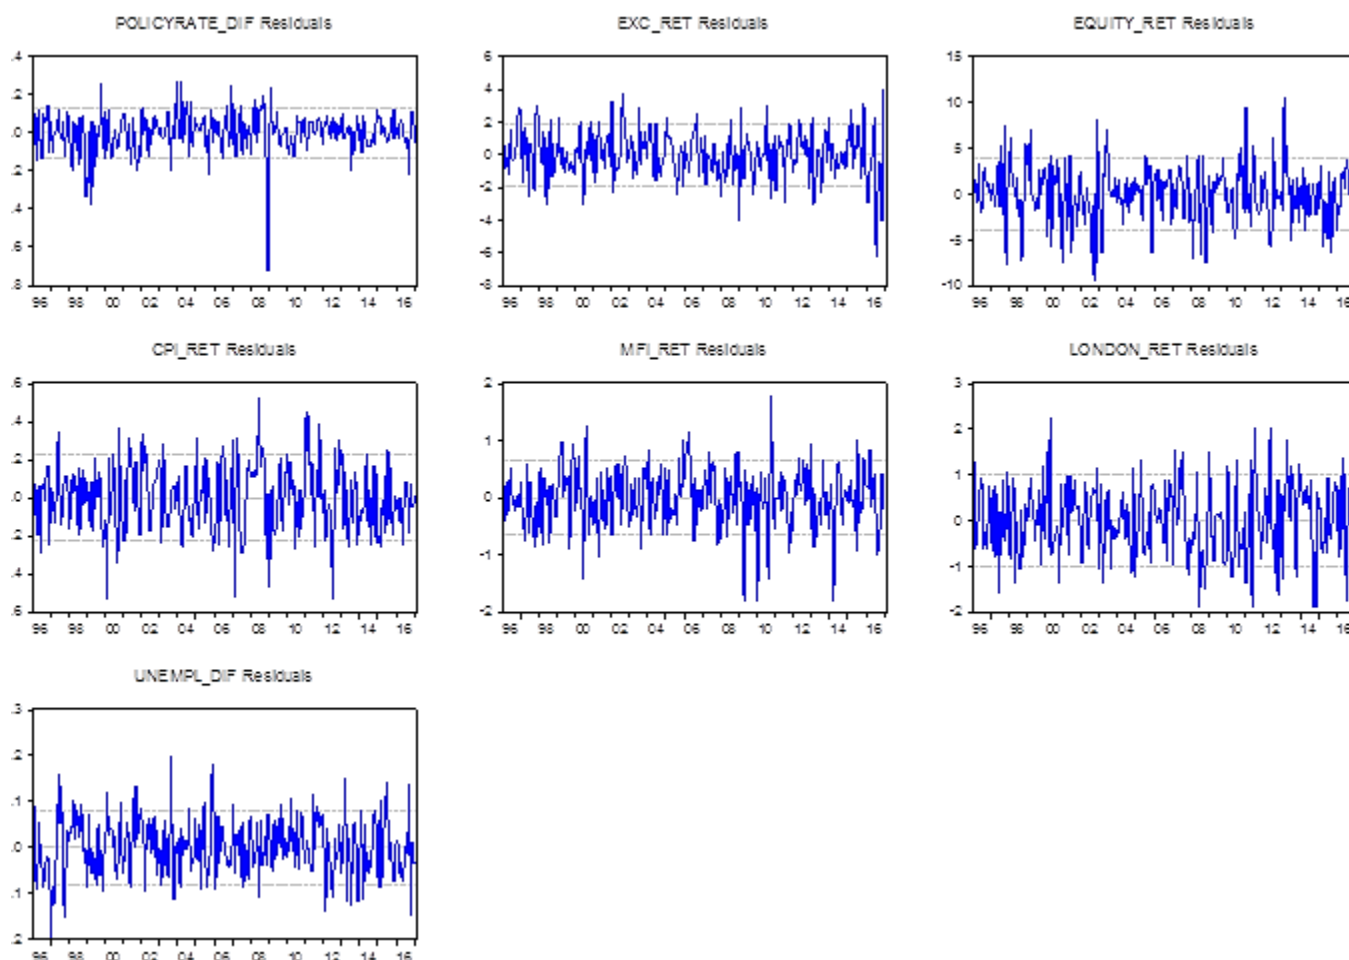 POLICYRATE_DIF Residuals EXC_RET Residuals EQUITY_RET Residuals
.4 6 15
.2 4 10
.0 2 5
.2 0 0
.4 -2 -5
.6 -4 -10
.8 -6
-8
96 98 00 02 04 06 08 10 12 14 16 96 98 00 02 04 06 08 10 12 14 16 96 98 00 02 04 06 08 10 12 14 16
CPI_RET Residuals MFI_RET Residuals LONDON_RET Residuals
.6 2 3
.4 1 2
.2 0 1
.0 -1 0
.2 -2 -1
.4 -2
.6
96 98 00 02 04 06 08 10 12 14 16 96 98 00 02 04 06 08 10 12 14 16 96 98 00 02 04 06 08 10 12 14 16
UNEMPL_DIF Residuals
.3
.2
.1
.0
.1
.2
96 98 00 02 04 06 08 10 12 14 16